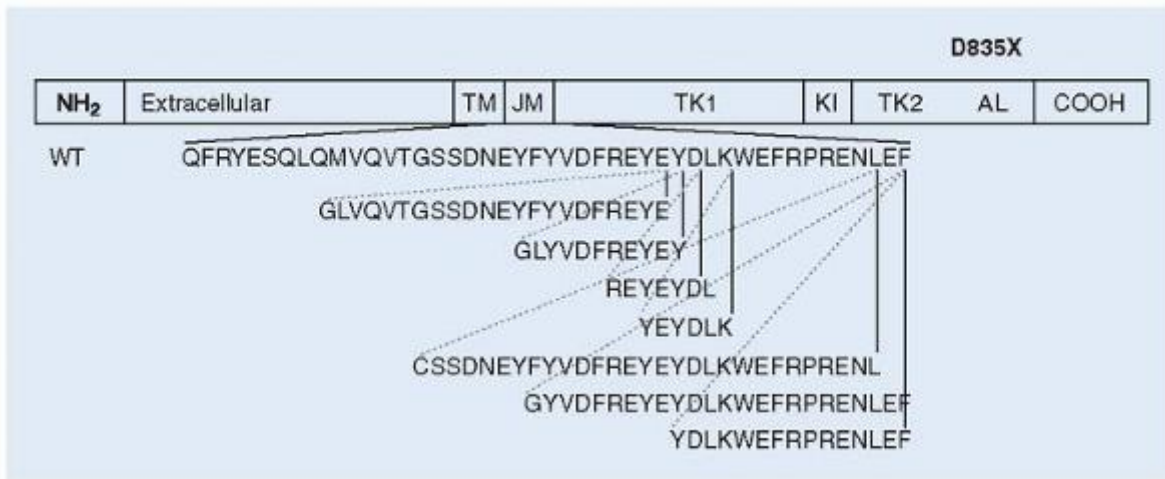 D835X
NH2 Extracellular TM JM TK1 KI TK2 AL COOH
WT QFRYESQLQMVQVTGSSDNEYFYVDFREYEYDLKWEFRPRENLEF
GLVQVTGSSDNEYFYVDFREYE
GLYVDFREYEY
REYEYDL
YEYDLK
CSSDNEYFYVDFREYEYDLKWEFRPRENL
GYVDFREYEYDLKWEFRPRENLEF
YDLKWEFRPRENLEF